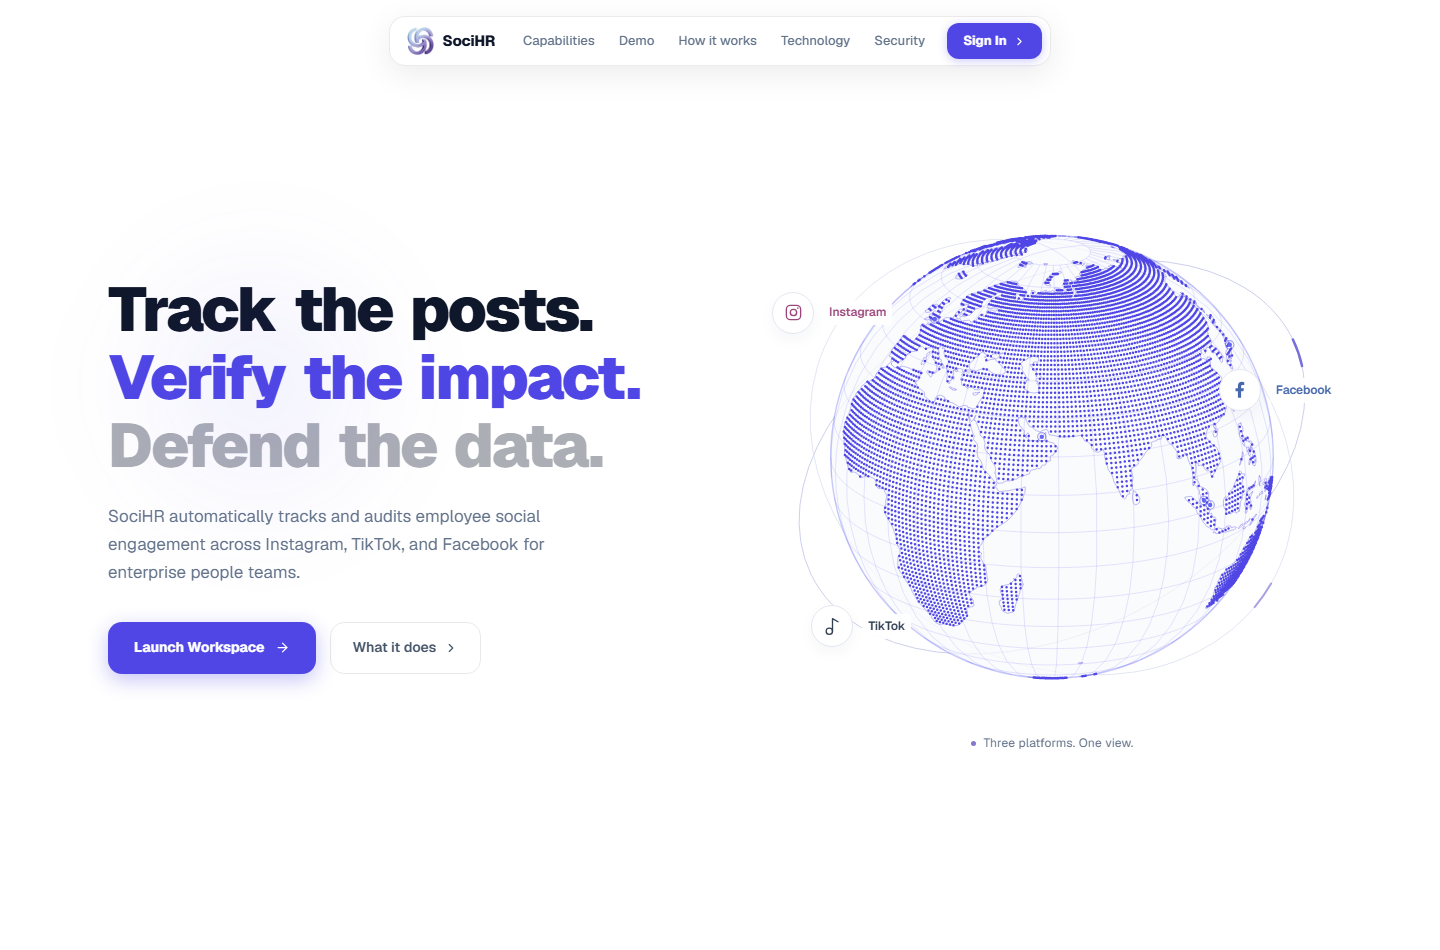 SociHR
Capabilities
Demo
How it works
Technology
Security
Sign In
Track the posts.
Verify the impact.
Defend the data.
SociHR automatically tracks and audits employee social
engagement across Instagram, TikTok, and Facebook for
enterprise people teams.
Launch Workspace
What it does
Instagram
Facebook
TikTok
Three platforms. One view.